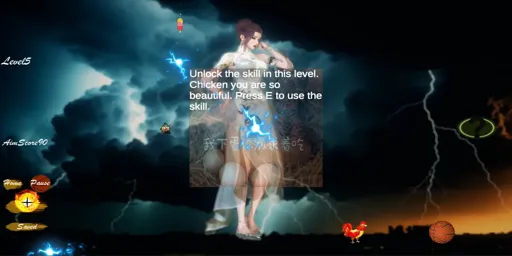 Level5
Unlock the skill in this level.
Chicken you are so
beautiful. Press E to use the
skill.
AimStore90
Home Pause
Sound